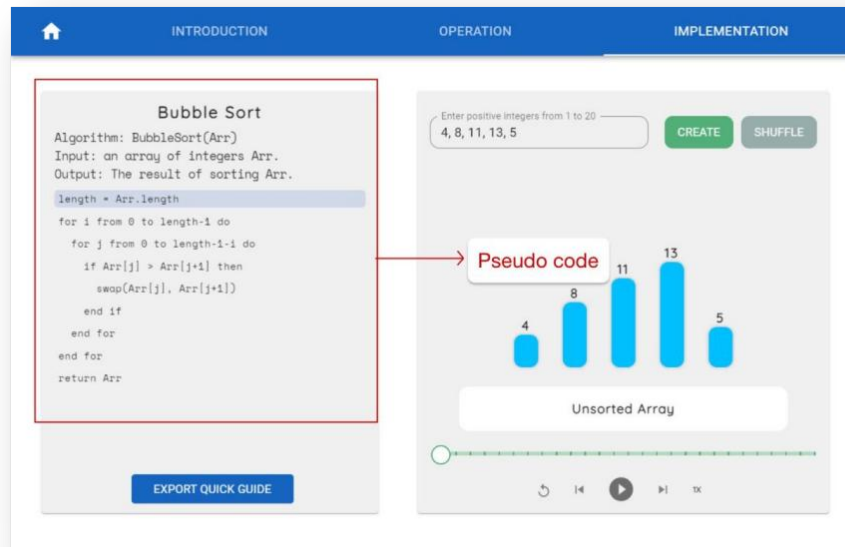 INTRODUCTION
OPERATION
IMPLEMENTATION
Bubble Sort
Algorithm: BubbleSort(Arr)
Input: an array of integers Arr.
Output: The result of sorting Arr.
length = Arr.length
for i from 0 to length-1 do
for j from 0 to length-1-i do
if Arr[j] > Arr[j+1] then
swap(Arr[j], Arr[j+1])
end if
end for
end for
return Arr
EXPORT QUICK GUIDE
Enter positive integers from 1 to 20
4, 8, 11, 13, 5
CREATE
SHUFFLE
Pseudo code
4
8
11
13
5
Unsorted Array
1X